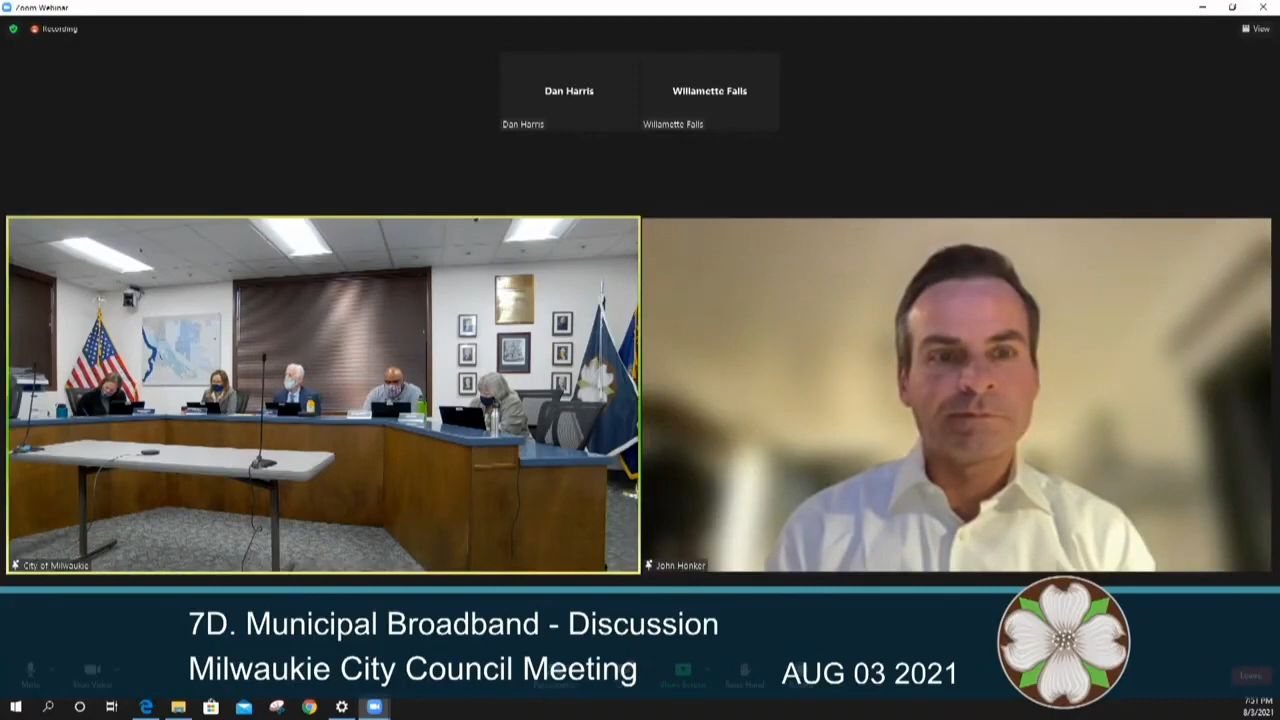 Zoom Webinar
Recording
View
Dan Harris
Willamette Falls
Dan Harris
Willamette Falls
City of Milwaukie
John Honker
7D. Municipal Broadband - Discussion
Milwaukie City Council Meeting
AUG 03 2021
Leave
7:51 PM
8/3/2021